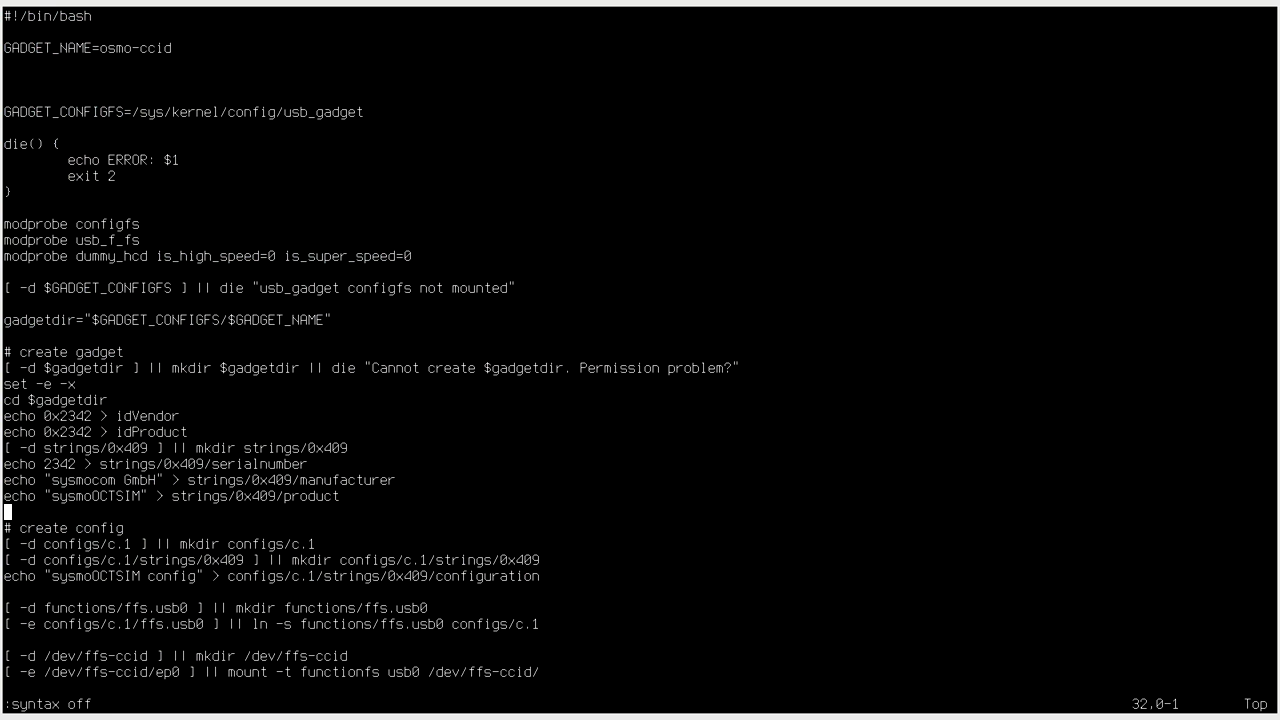 #!/bin/bash
GADGET_NAME=osmo-ccid
GADGET_CONFIGFS=/sys/kernel/config/usb_gadget
die() {
        echo ERROR: $1
        exit 2
}
modprobe configfs
modprobe usb_f_fs
modprobe dummy_hcd is_high_speed=0 is_super_speed=0
[ -d $GADGET_CONFIGFS ] || die "usb_gadget configfs not mounted"
gadgetdir="$GADGET_CONFIGFS/$GADGET_NAME"
# create gadget
[ -d $gadgetdir ] || mkdir $gadgetdir || die "Cannot create $gadgetdir. Permission problem?"
set -e -x
cd $gadgetdir
echo 0x2342 > idVendor
echo 0x2342 > idProduct
[ -d strings/0x409 ] || mkdir strings/0x409
echo 2342 > strings/0x409/serialnumber
echo "sysmocom GmbH" > strings/0x409/manufacturer
echo "sysmoOCTSIM" > strings/0x409/product
# create config
[ -d configs/c.1 ] || mkdir configs/c.1
[ -d configs/c.1/strings/0x409 ] || mkdir configs/c.1/strings/0x409
echo "sysmoOCTSIM config" > configs/c.1/strings/0x409/configuration
[ -d functions/ffs.usb0 ] || mkdir functions/ffs.usb0
[ -e configs/c.1/ffs.usb0 ] || ln -s functions/ffs.usb0 configs/c.1
[ -d /dev/ffs-ccid ] || mkdir /dev/ffs-ccid
[ -e /dev/ffs-ccid/ep0 ] || mount -t functionfs usb0 /dev/ffs-ccid/
:syntax off 32,0-1 Top